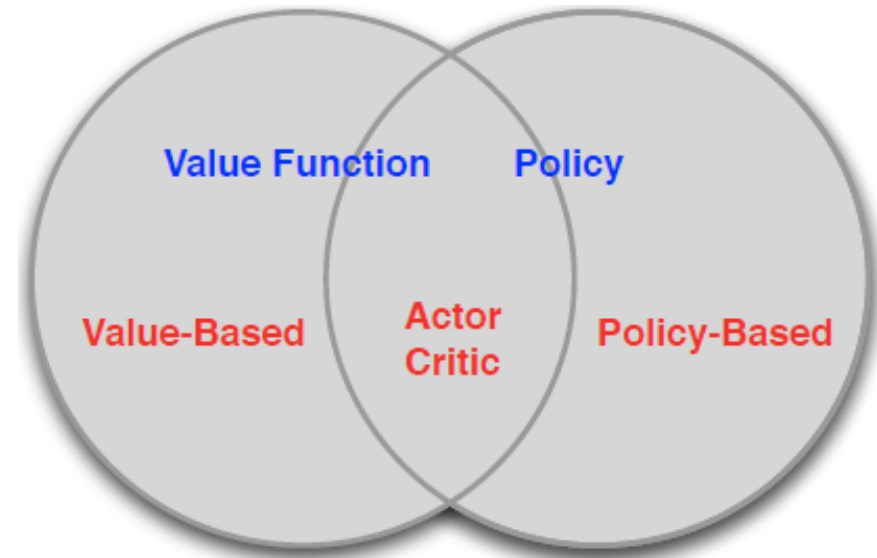 Value Function
Policy
Value-Based
Actor
Critic
Policy-Based